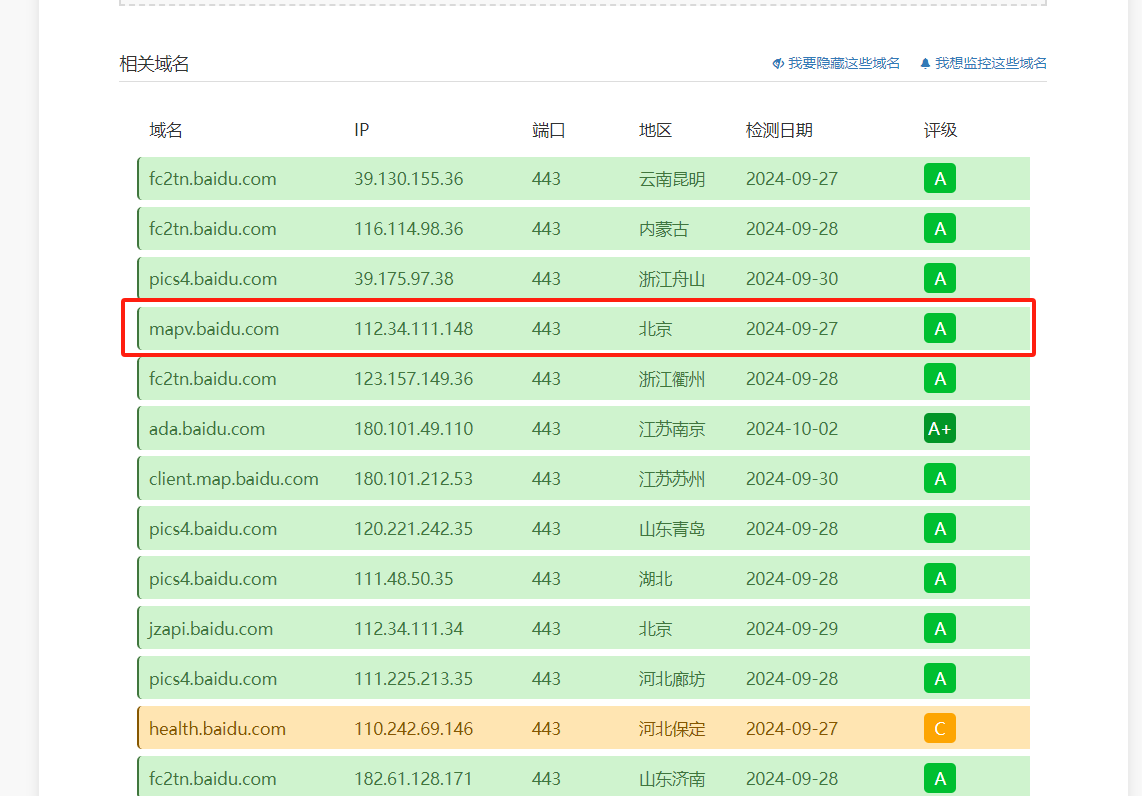 相关域名 我要隐藏这些域名 我想监控这些域名
域名 IP 端口 地区 检测日期 评级
fc2tn.baidu.com 39.130.155.36 443 云南昆明 2024-09-27 A
fc2tn.baidu.com 116.114.98.36 443 内蒙古 2024-09-28 A
pics4.baidu.com 39.175.97.38 443 浙江舟山 2024-09-30 A
mapv.baidu.com 112.34.111.148 443 北京 2024-09-27 A
fc2tn.baidu.com 123.157.149.36 443 浙江衢州 2024-09-28 A
ada.baidu.com 180.101.49.110 443 江苏南京 2024-10-02 A+
client.map.baidu.com 180.101.212.53 443 江苏苏州 2024-09-30 A
pics4.baidu.com 120.221.242.35 443 山东青岛 2024-09-28 A
pics4.baidu.com 111.48.50.35 443 湖北 2024-09-28 A
jzapi.baidu.com 112.34.111.34 443 北京 2024-09-29 A
pics4.baidu.com 111.225.213.35 443 河北廊坊 2024-09-28 A
health.baidu.com 110.242.69.146 443 河北保定 2024-09-27 C
fc2tn.baidu.com 182.61.128.171 443 山东济南 2024-09-28 A